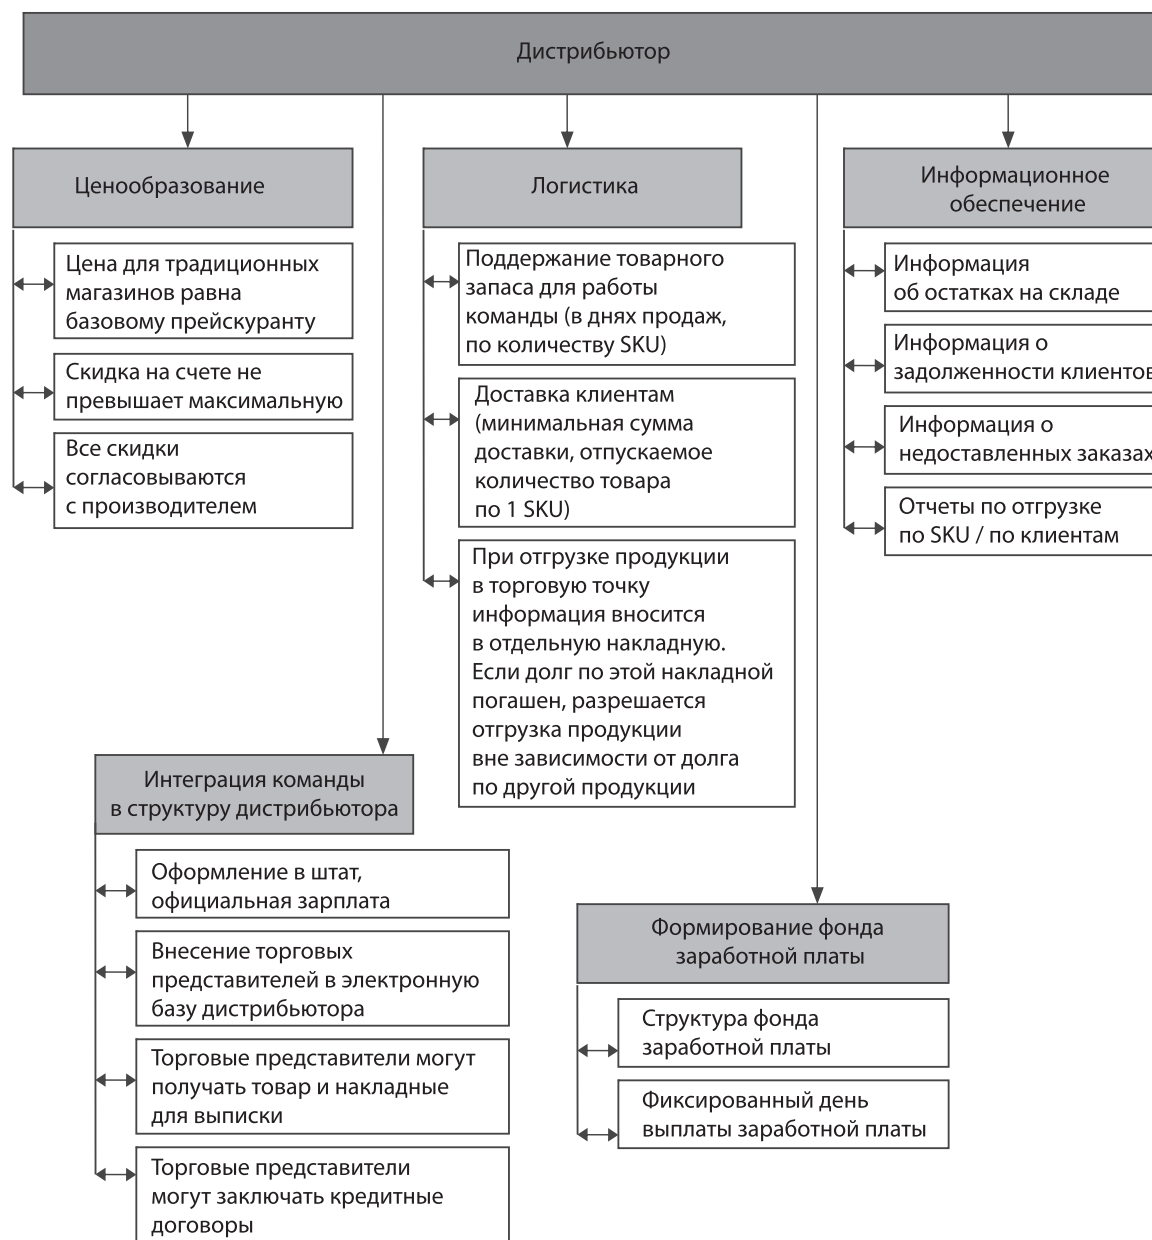 Дистрибьютор
Ценообразование
Цена для традиционных
магазинов равна
базовому прейскуранту
Скидка на счете не
превышает максимальную
Все скидки
согласовываются
с производителем
Логистика
Поддержание товарного
запаса для работы
команды (в днях продаж,
по количеству SKU)
Доставка клиентам
(минимальная сумма
доставки, отпускаемое
количество товара
по 1 SKU)
При отгрузке продукции
в торговую точку
информация вносится
в отдельную накладную.
Если долг по этой накладной
погашен, разрешается
отгрузка продукции
вне зависимости от долга
по другой продукции
Информационное
обеспечение
Информация
об остатках на складе
Информация о
задолженности клиентов
Информация о
недоставленных заказах
Отчеты по отгрузке
по SKU / по клиентам
Интеграция команды
в структуру дистрибьютора
Оформление в штат,
официальная зарплата
Внесение торговых
представителей в электронную
базу дистрибьютора
Торговые представители могут
получать товар и накладные
для выписки
Торговые представители
могут заключать кредитные
договоры
Формирование фонда
заработной платы
Структура фонда
заработной платы
Фиксированный день
выплаты заработной платы